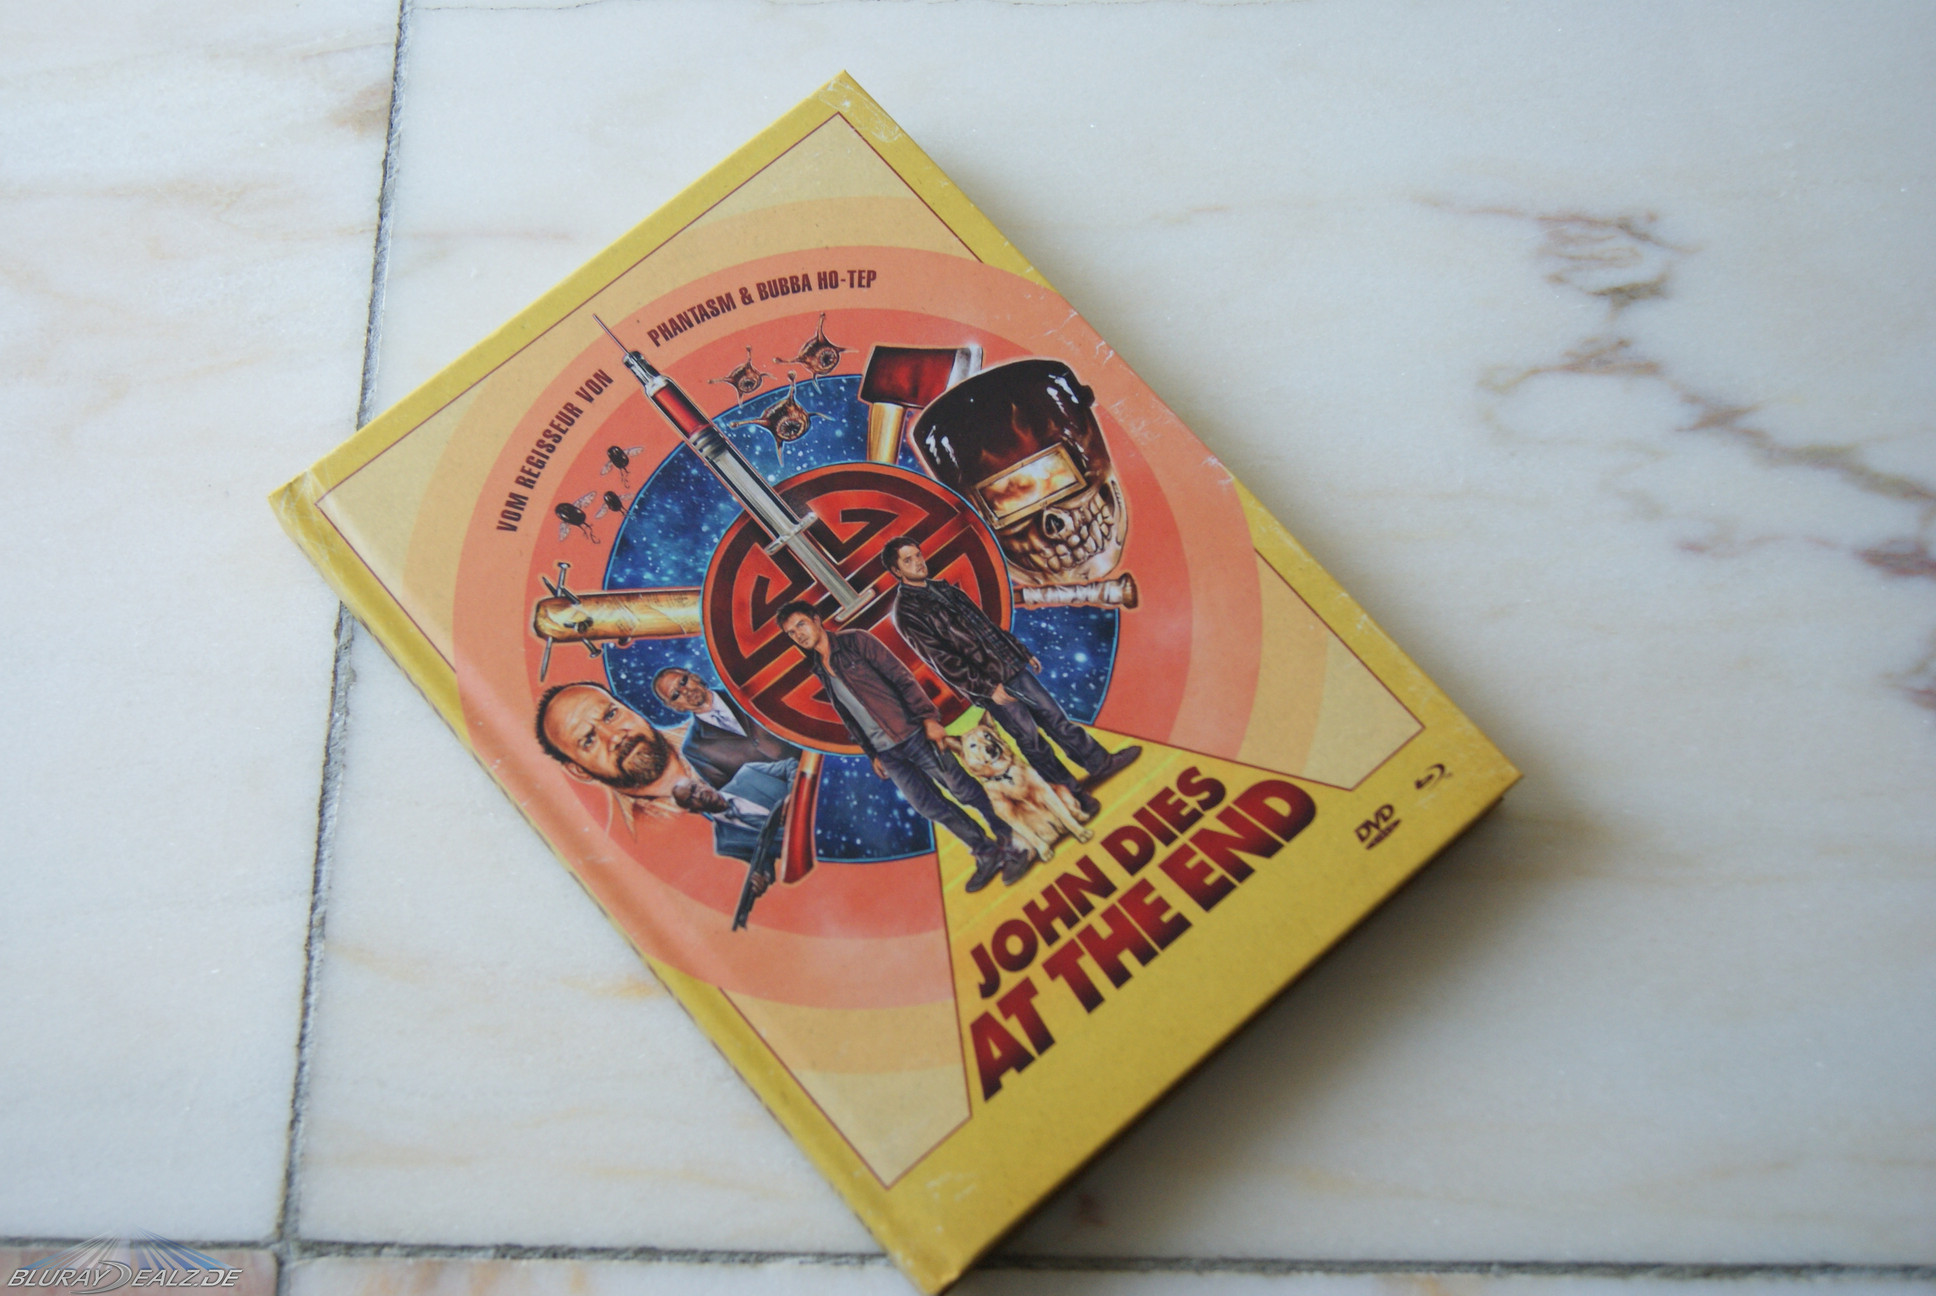 VOM REGISSEUR VON PHANTASM & BUBBA HO-TEP
JOHN DIES
AT THE END
DVD
BLURAYDEALZ.DE